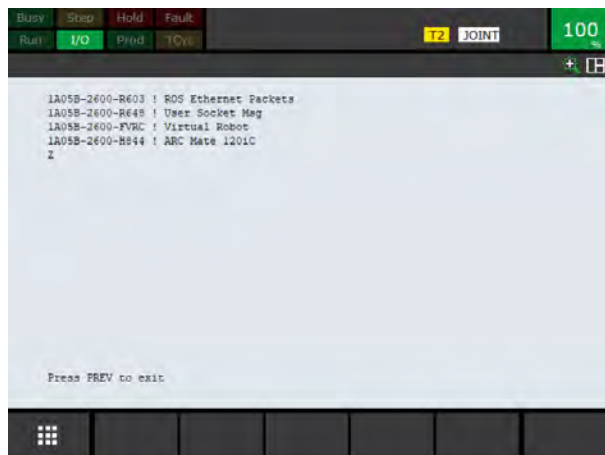 Busy Step Hold Fault
Run I/O Prod TCyc
T2 JOINT
100
%
1A05B-2600-R603 ! ROS Ethernet Packets
1A05B-2600-R648 ! User Socket Msg
1A05B-2600-FVRC ! Virtual Robot
1A05B-2600-H844 ! ARC Mate 120iC
Z
Press PREV to exit